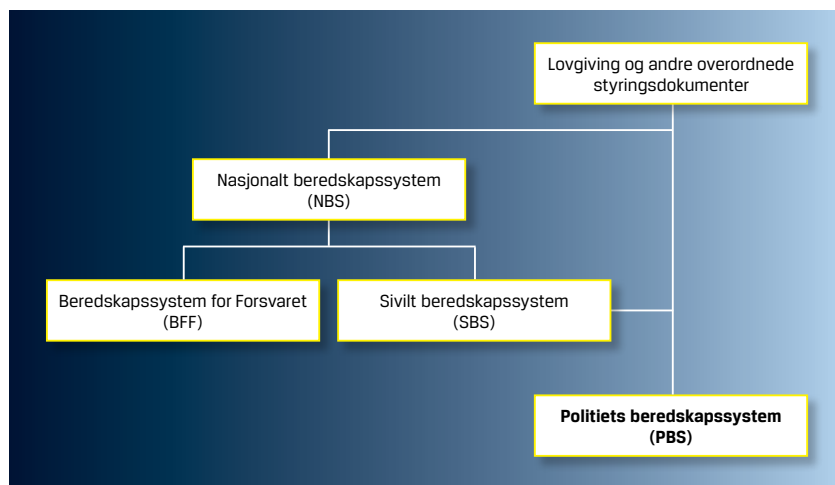 Lovgiving og andre overordnede
styringsdokumenter
Nasjonalt beredskapssystem
(NBS)
Beredskapssystem for Forsvaret
(BFF)
Sivilt beredskapssystem
(SBS)
Politiets beredskapssystem
(PBS)